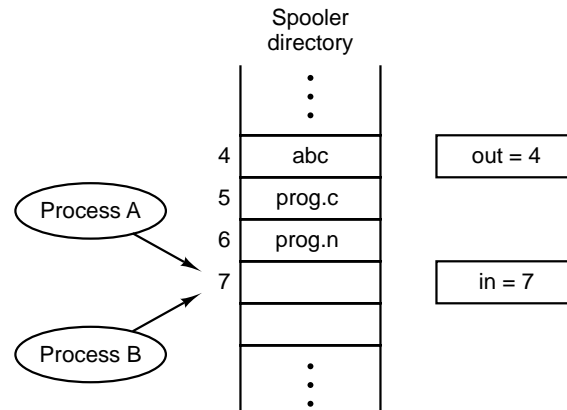 Spooler
directory
4 abc out = 4
5 prog.c
Process A
6 prog.n
7 in = 7
Process B